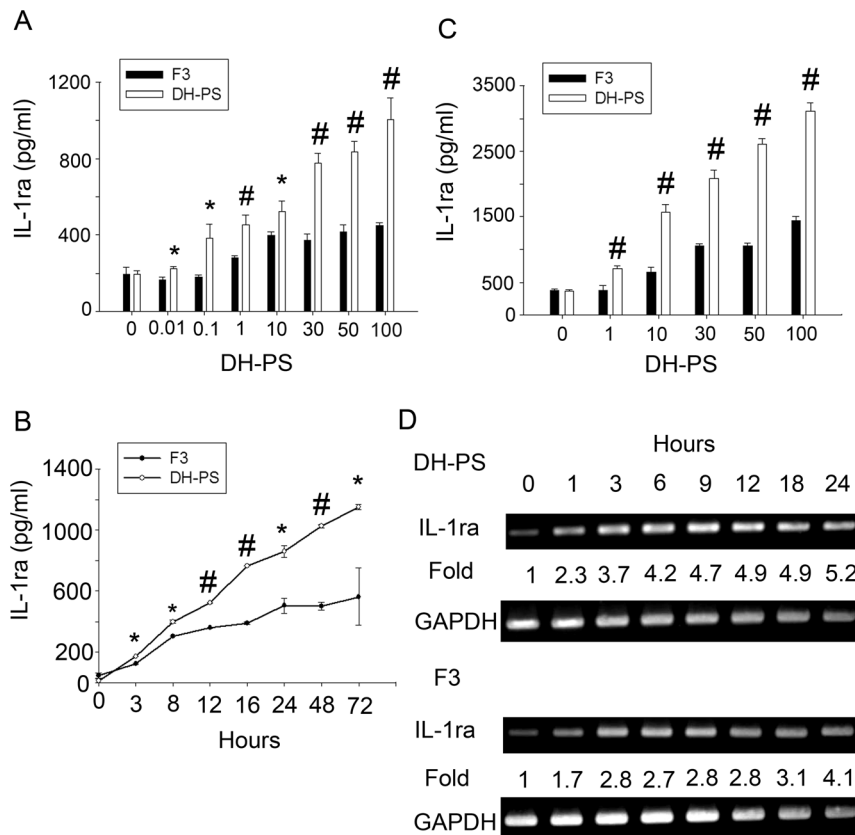 A
F3
DH-PS
IL-1ra (pg/ml)
1200
800
400
0
* * # * # # #
0 0.01 0.1 1 10 30 50 100
DH-PS
C
F3
DH-PS
IL-1ra (pg/ml)
3500
2500
1500
500
# # # # #
0 1 10 30 50 100
DH-PS
B
F3
DH-PS
IL-1ra (pg/ml)
1400
1000
600
200
0
* * # # * # *
0 3 8 12 16 24 48 72
Hours
D
Hours
DH-PS 0 1 3 6 9 12 18 24
IL-1ra
Fold 1 2.3 3.7 4.2 4.7 4.9 4.9 5.2
GAPDH
F3
IL-1ra
Fold 1 1.7 2.8 2.7 2.8 2.8 3.1 4.1
GAPDH